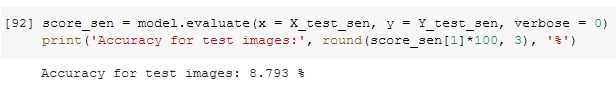 [92] score_sen = model.evaluate(x = X_test_sen, y = Y_test_sen, verbose = 0)
print('Accuracy for test images:', round(score_sen[1]*100, 3), '%')
Accuracy for test images: 8.793 %